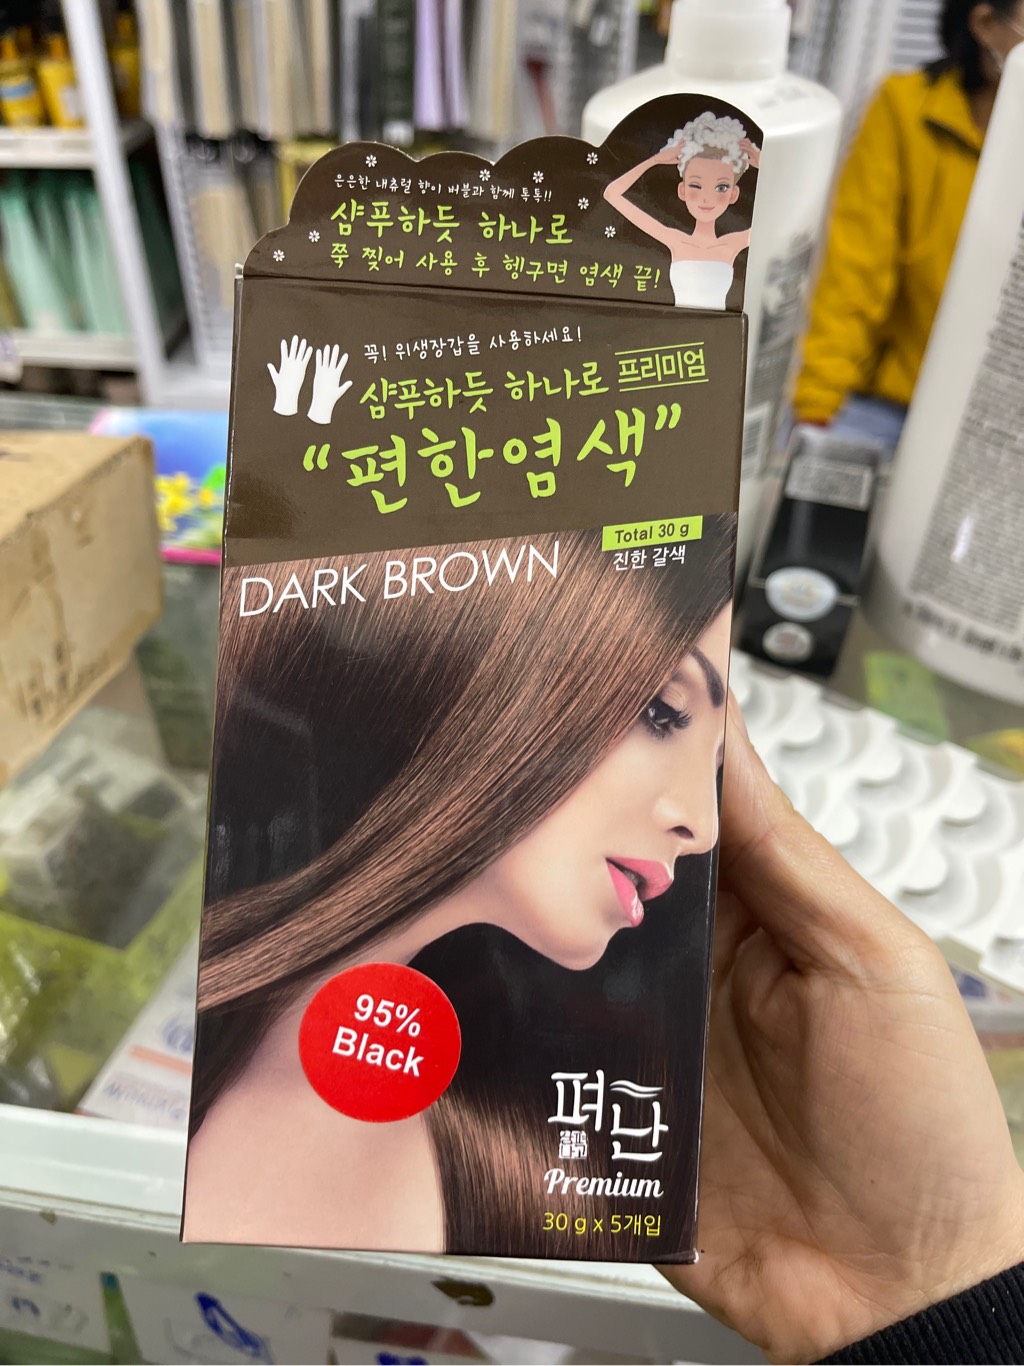 은은한 내츄럴 향이 버블과 함께 톡톡!!
샴푸하듯 하나로
쭉 찢어 사용 후 헹구면 염색 끝!
꼭! 위생장갑을 사용하세요!
샴푸하듯 하나로 프리미엄
“편한염색”
Total 30 g
진한 갈색
DARK BROWN
95%
Black
펴난
Premium
30 g x 5개입